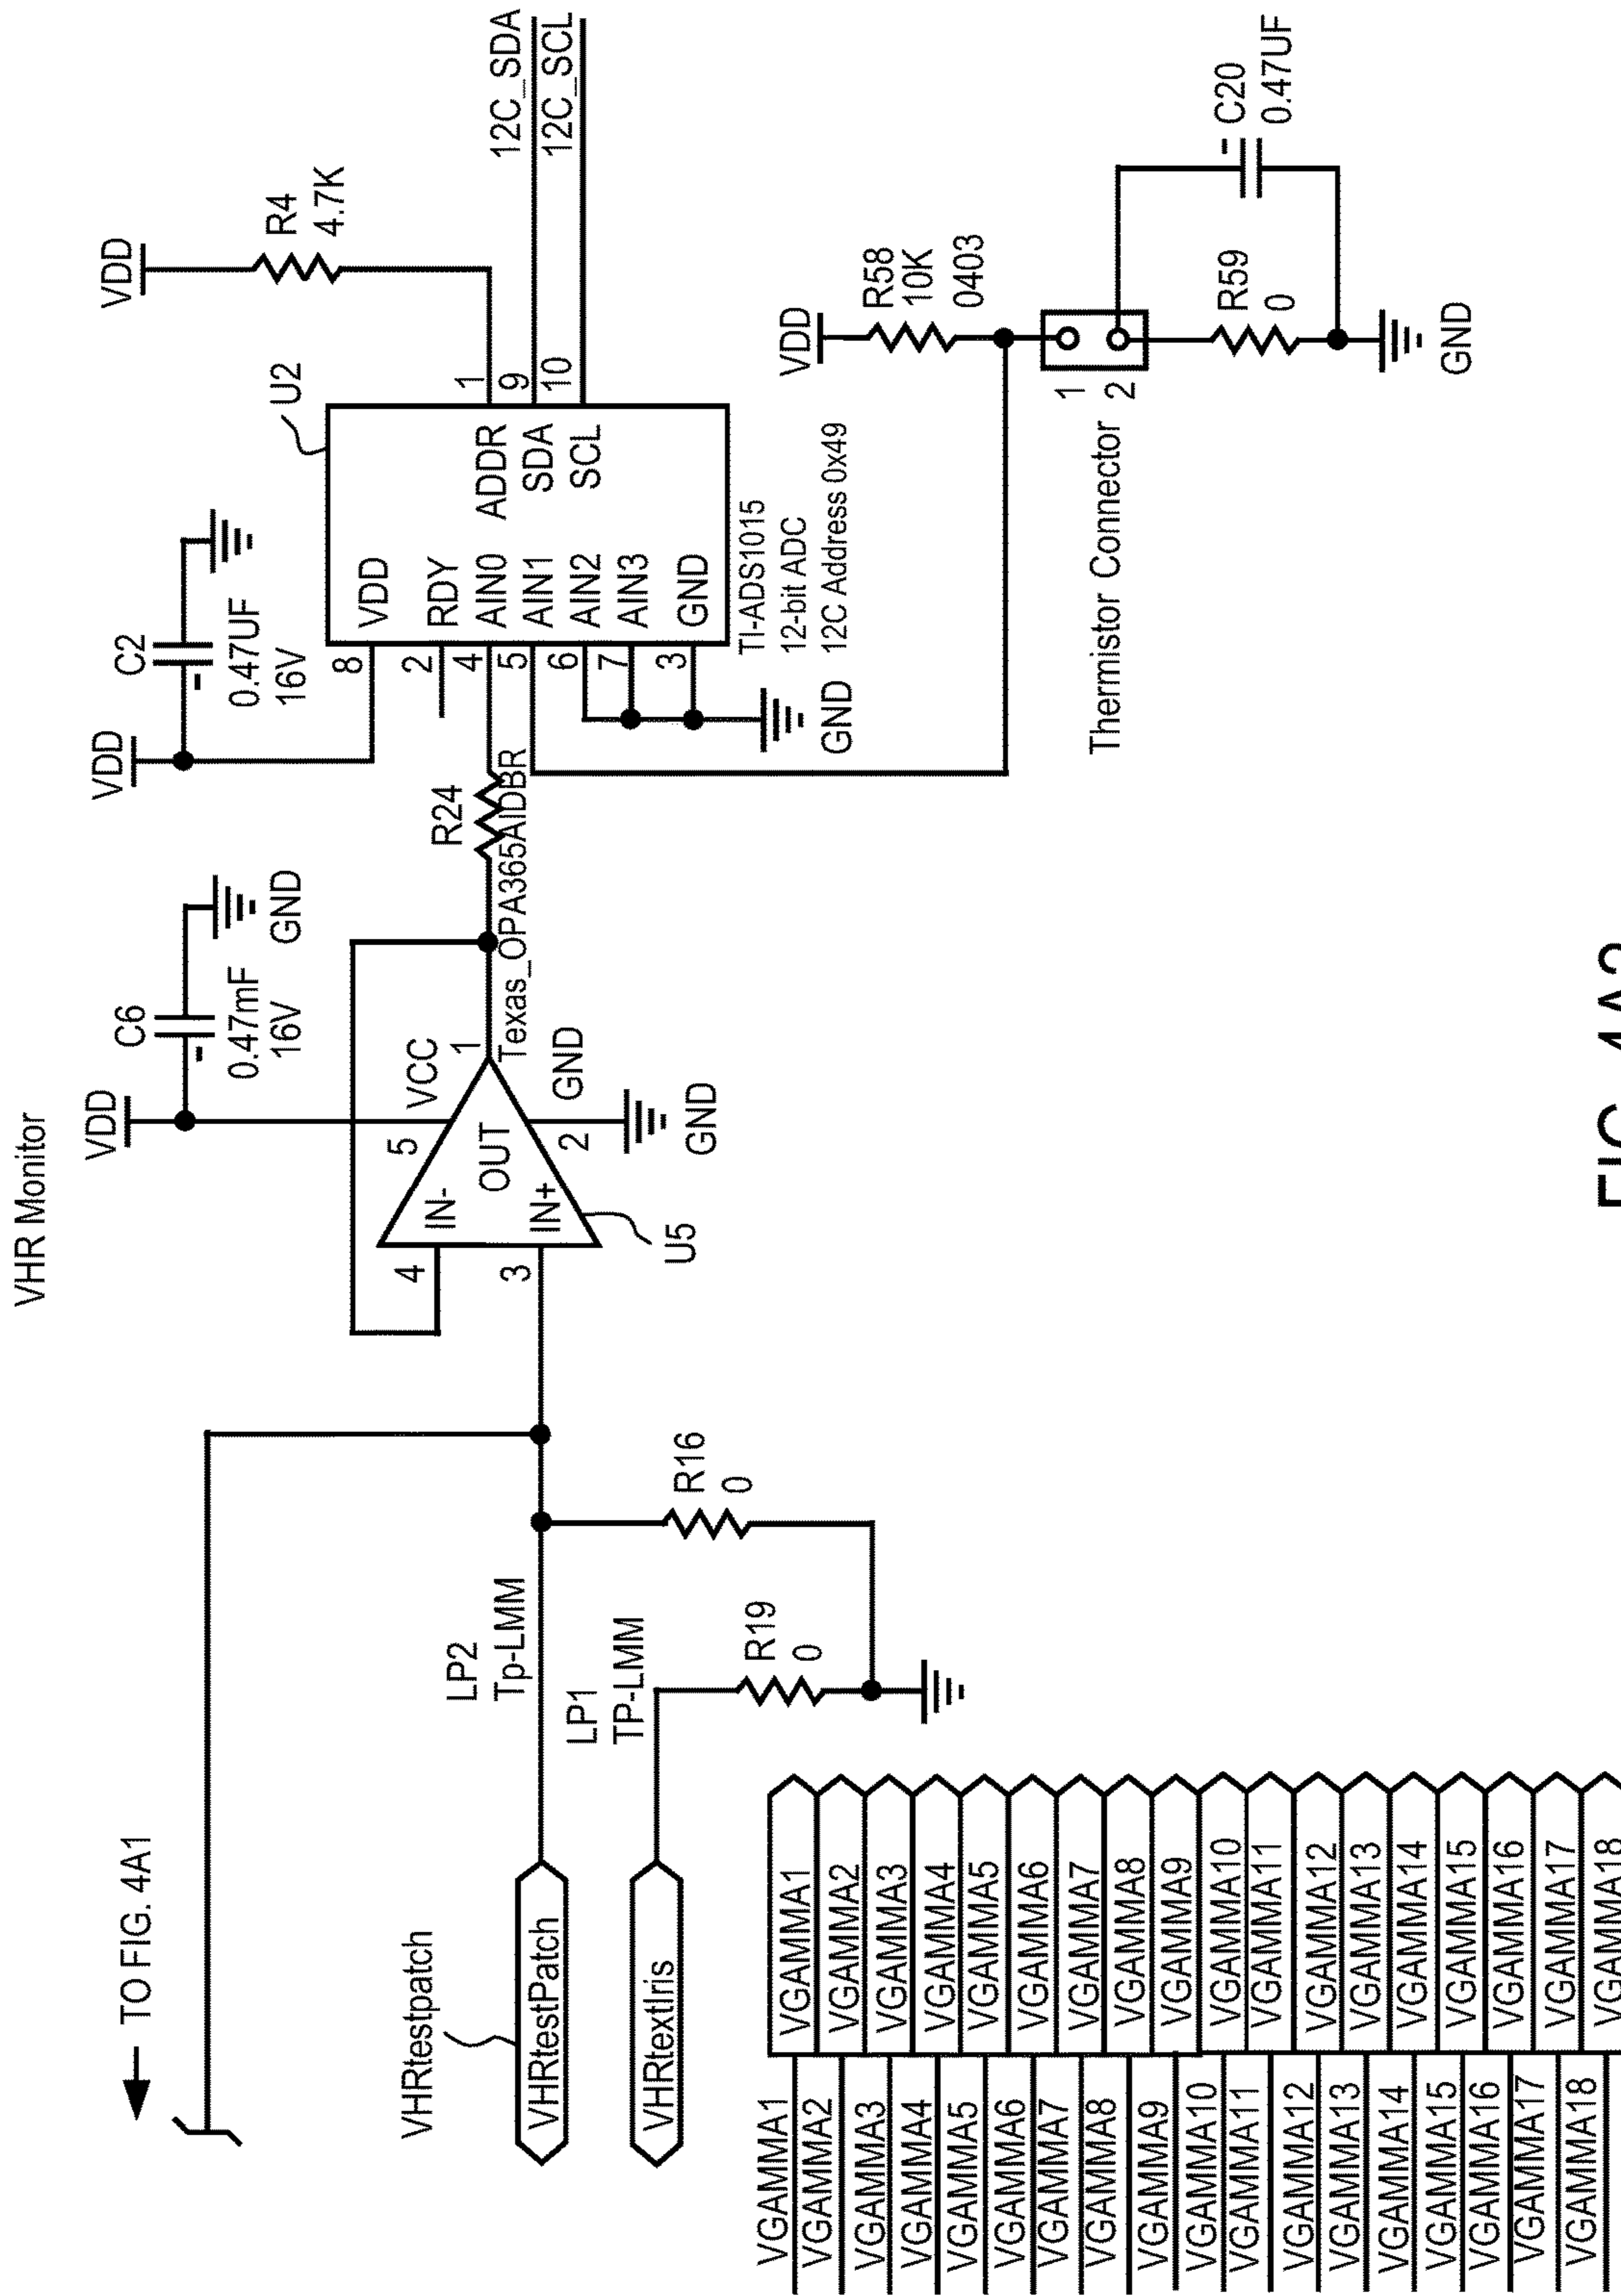 VHR Monitor
TO FIG. 4A1
VDD
C6
0.47mF
16V
GND
VDD
C2
0.47UF
16V
VDD
R4
4.7K
5
VCC
4
IN-
OUT
1
3
IN+
2
GND
GND
U5
Texas_OPA365AIDBR
R24
U2
8
VDD
2
RDY
4
AIN0
5
AIN1
6
AIN2
7
AIN3
3
GND
ADDR
1
SDA
9
SCL
10
12C_SDA
12C_SCL
GND
TI-ADS1015
12-bit ADC
12C Address 0x49
VHRtestpatch
VHRtestPatch
LP2
Tp-LMM
VHRtextIris
LP1
TP-LMM
R16
0
R19
0
VDD
R58
10K
0403
1
2
Thermistor Connector
R59
0
C20
0.47UF
GND
VGAMMA1 VGAMMA1
VGAMMA2 VGAMMA2
VGAMMA3 VGAMMA3
VGAMMA4 VGAMMA4
VGAMMA5 VGAMMA5
VGAMMA6 VGAMMA6
VGAMMA7 VGAMMA7
VGAMMA8 VGAMMA8
VGAMMA9 VGAMMA9
VGAMMA10 VGAMMA10
VGAMMA11 VGAMMA11
VGAMMA12 VGAMMA12
VGAMMA13 VGAMMA13
VGAMMA14 VGAMMA14
VGAMMA15 VGAMMA15
VGAMMA16 VGAMMA16
VGAMMA17 VGAMMA17
VGAMMA18 VGAMMA18